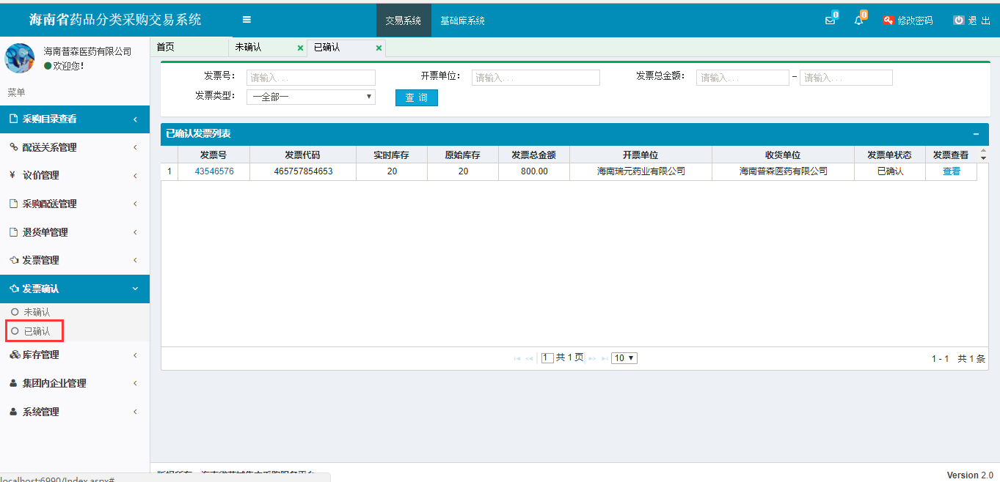 海南省药品分类采购交易系统
交易系统 基础库系统
0 0 修改密码 退 出
海南普森医药有限公司
欢迎您!
菜单
采购目录查看
配送关系管理
议价管理
采购配送管理
退货单管理
发票管理
发票确认
未确认
已确认
库存管理
集团内企业管理
系统管理
首页 未确认 已确认
发票号: 请输入... 开票单位: 请输入... 发票总金额: 请输入... – 请输入...
发票类型: —全部— 查 询
已确认发票列表
发票号 发票代码 实时库存 原始库存 发票总金额 开票单位 收货单位 发票单状态 发票查看
1 43546576 465757854653 20 20 800.00 海南瑞元药业有限公司 海南普森医药有限公司 已确认 查看
1 共 1 页 10
1 - 1 共 1 条
localhost:6990/Index.aspx#
Version 2.0